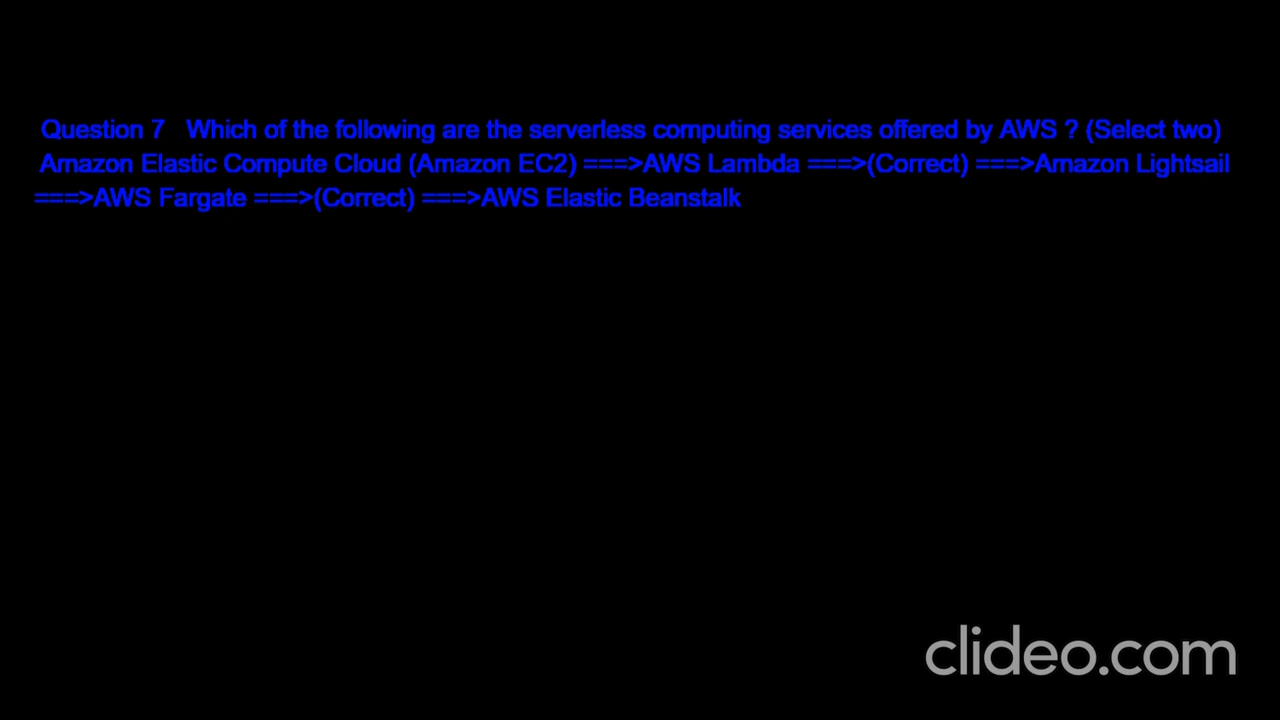 Question 7   Which of the following are the serverless computing services offered by AWS ? (Select two)
Amazon Elastic Compute Cloud (Amazon EC2) ===>AWS Lambda ===>(Correct) ===>Amazon Lightsail
===>AWS Fargate ===>(Correct) ===>AWS Elastic Beanstalk
clideo.com